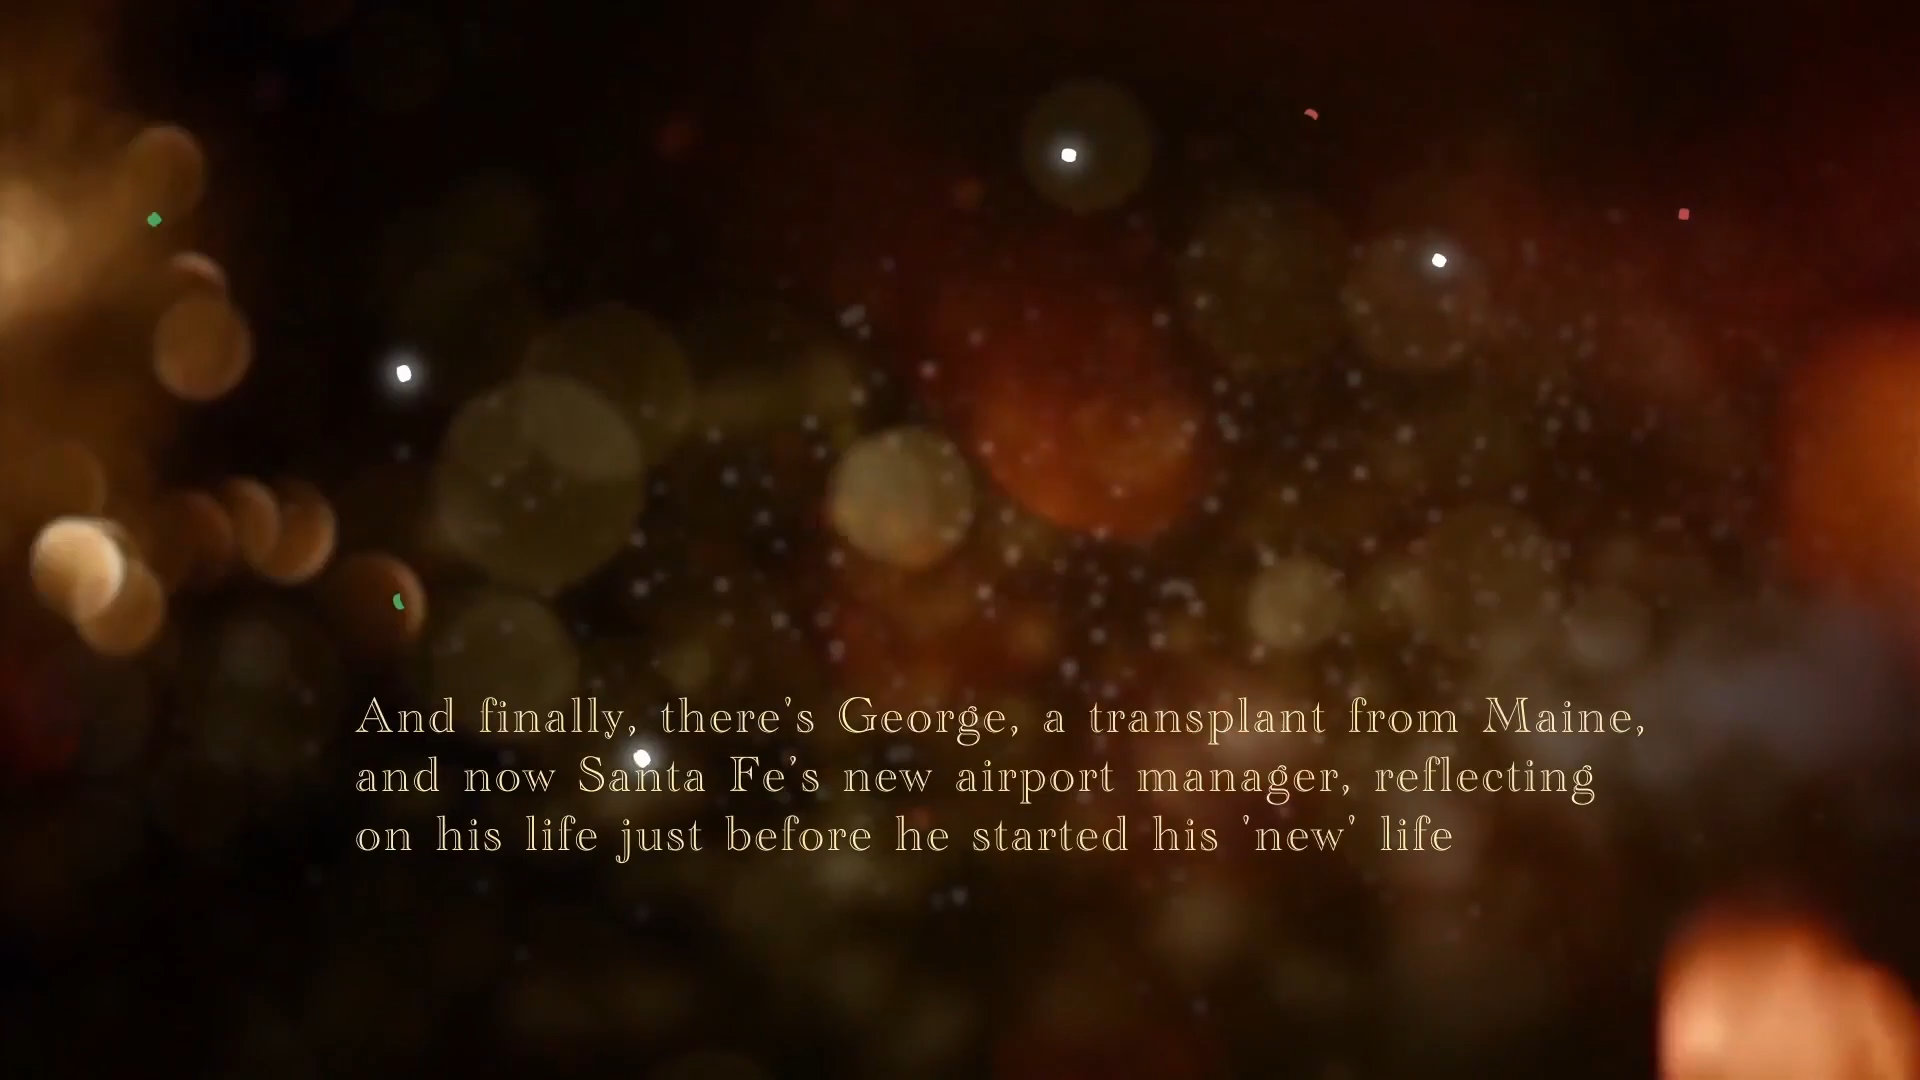 And finally, there's George, a transplant from Maine,
and now Santa Fe's new airport manager, reflecting
on his life just before he started his 'new' life